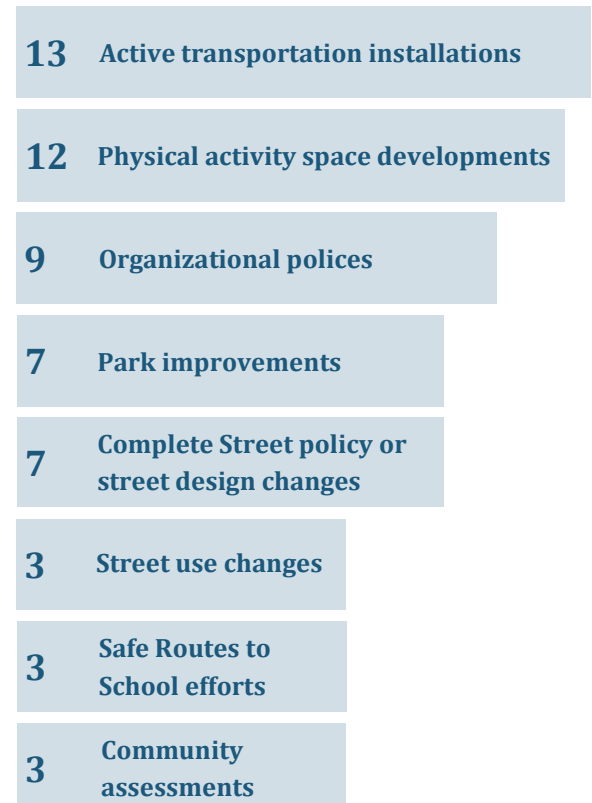 13 Active transportation installations
12 Physical activity space developments
9 Organizational polices
7 Park improvements
7 Complete Street policy or
street design changes
3 Street use changes
3 Safe Routes to
School efforts
3 Community
assessments